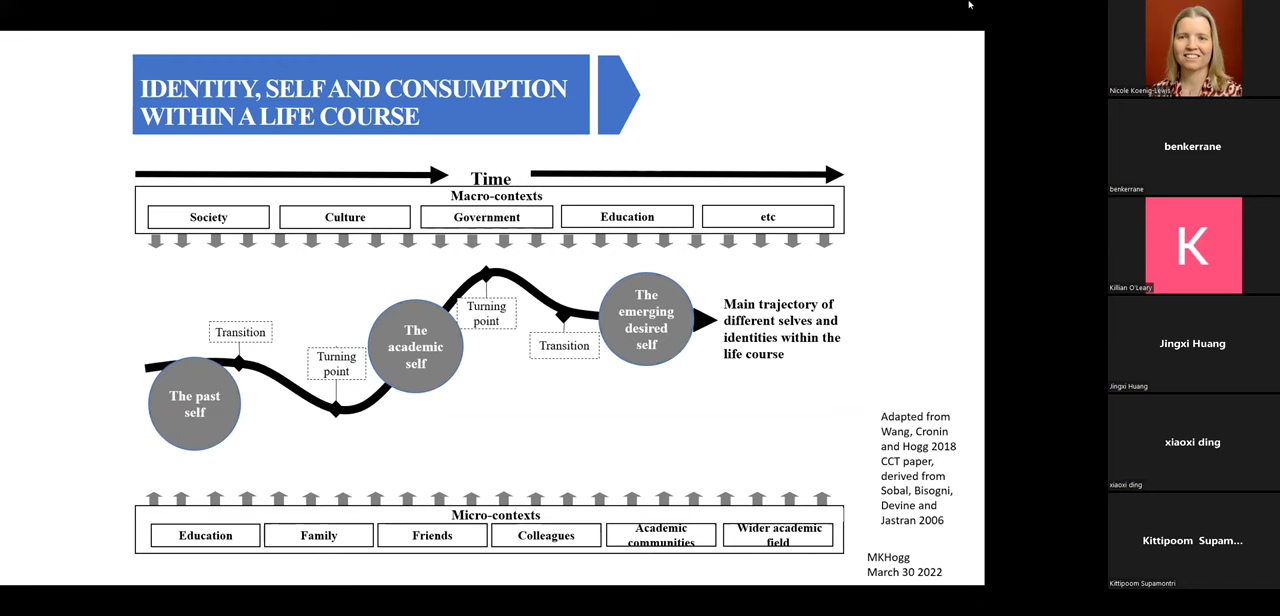 IDENTITY, SELF AND CONSUMPTION
WITHIN A LIFE COURSE
Time
Macro-contexts
Society
Culture
Government
Education
etc
Transition
Turning
point
The past
self
The
academic
self
Turning
point
Transition
The
emerging
desired
self
Main trajectory of
different selves and
identities within the
life course
Adapted from
Wang, Cronin
and Hogg 2018
CCT paper,
derived from
Sobal, Bisogni,
Devine and
Jastran 2006
Micro-contexts
Education
Family
Friends
Colleagues
Academic
communities
Wider academic
field
MKHogg
March 30 2022
Nicole Koenig-Lewis
benkerrane
benkerrane
K
Killian O'Leary
Jingxi Huang
Jingxi Huang
xiaoxi ding
xiaoxi ding
Kittipoom Supam...
Kittipoom Supamontri